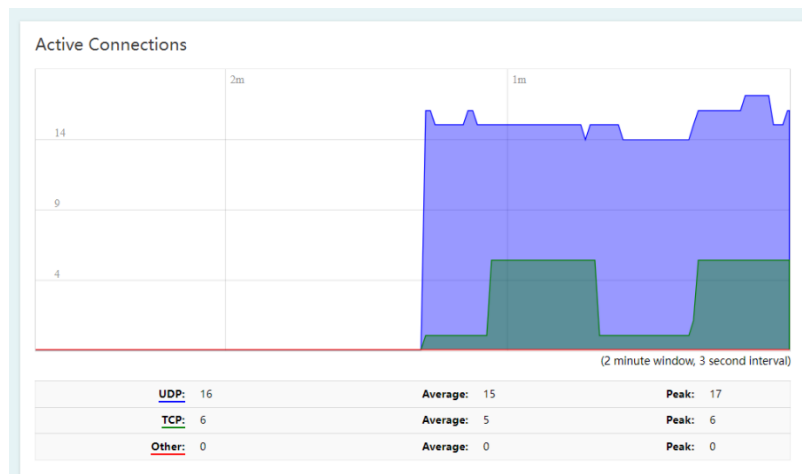 Active Connections
2m 1m
14
9
4
(2 minute window, 3 second interval)
UDP: 16 Average: 15 Peak: 17
TCP: 6 Average: 5 Peak: 6
Other: 0 Average: 0 Peak: 0